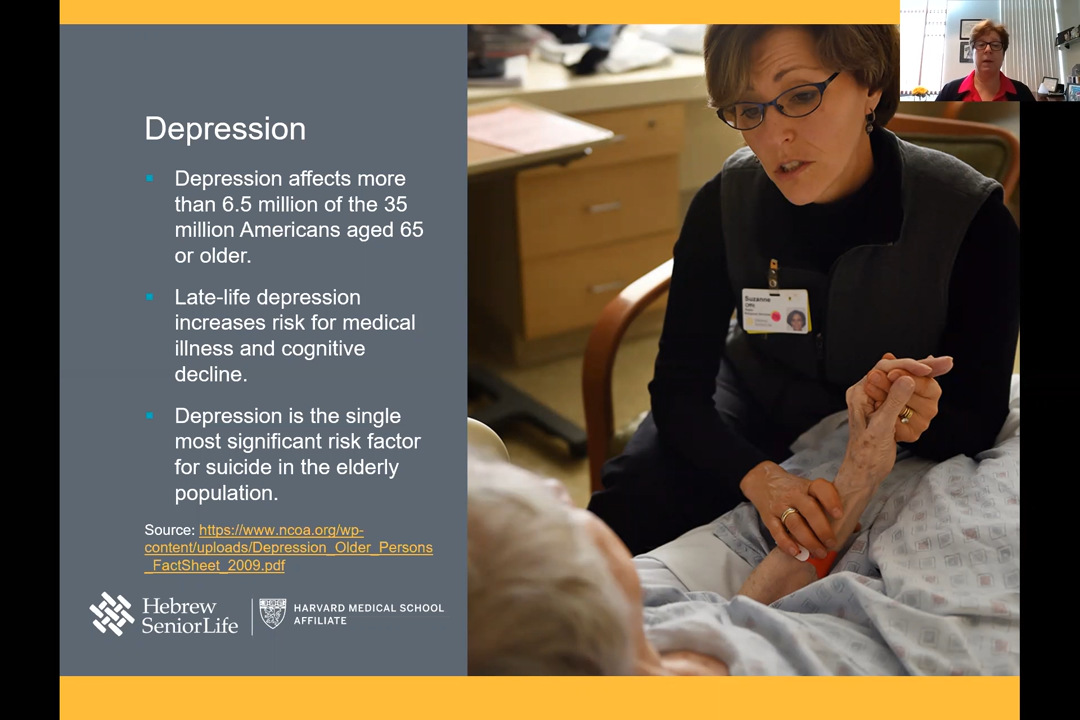 Depression
Depression affects more
than 6.5 million of the 35
million Americans aged 65
or older.
Late-life depression
increases risk for medical
illness and cognitive
decline.
Depression is the single
most significant risk factor
for suicide in the elderly
population.
Source: https://www.ncoa.org/wp-
content/uploads/Depression_Older_Persons
_FactSheet_2009.pdf
Hebrew
SeniorLife
HARVARD MEDICAL SCHOOL
AFFILIATE
Suzanne